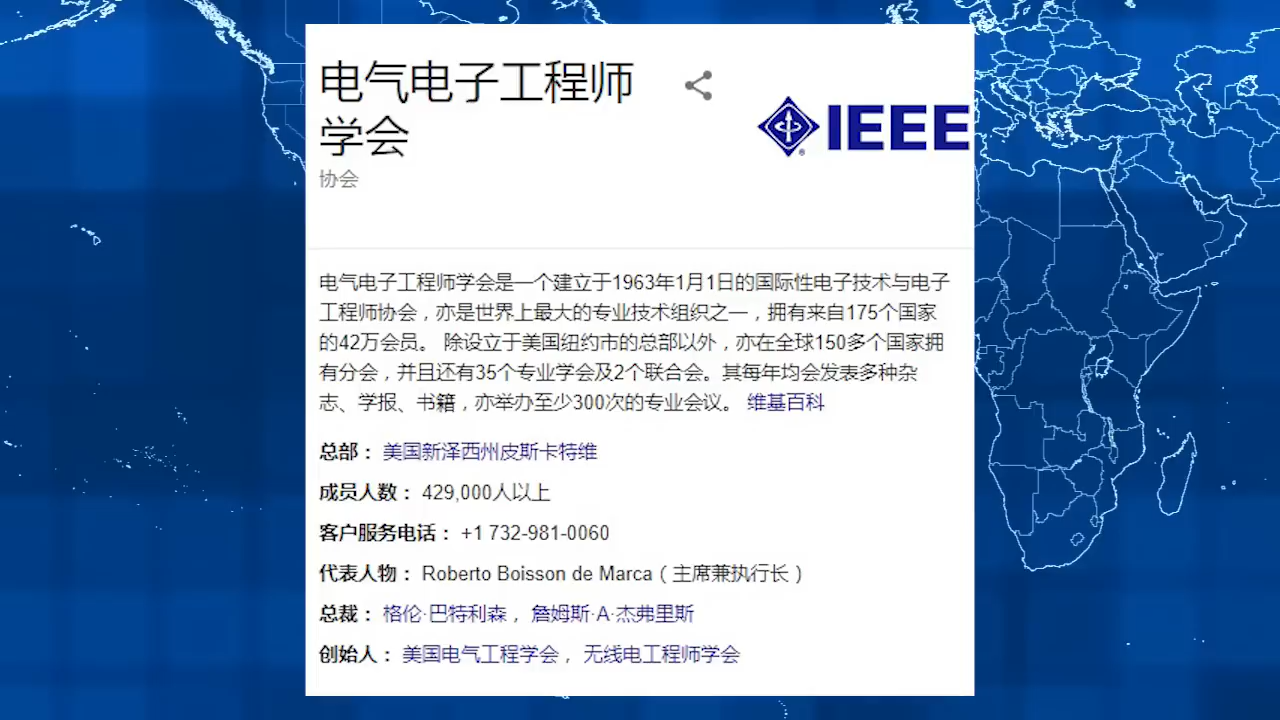 电气电子工程师
学会
协会
IEEE
电气电子工程师学会是一个建立于1963年1月1日的国际性电子技术与电子
工程师协会，亦是世界上最大的专业技术组织之一，拥有来自175个国家
的42万会员。 除设立于美国纽约市的总部以外，亦在全球150多个国家拥
有分会，并且还有35个专业学会及2个联合会。其每年均会发表多种杂
志、学报、书籍，亦举办至少300次的专业会议。 维基百科
总部： 美国新泽西州皮斯卡特维
成员人数： 429,000人以上
客户服务电话： +1 732-981-0060
代表人物： Roberto Boisson de Marca（主席兼执行长）
总裁： 格伦·巴特利森， 詹姆斯·A·杰弗里斯
创始人： 美国电气工程学会， 无线电工程师学会